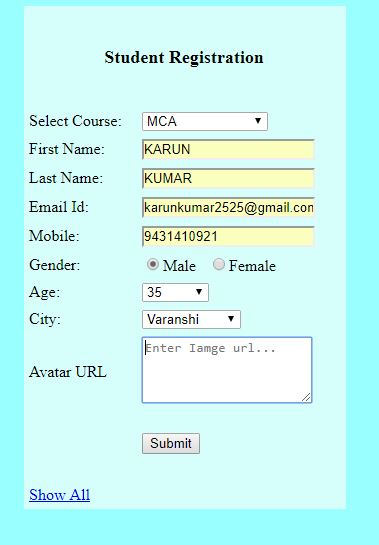 Student Registration
Select Course: MCA
First Name: KARUN
Last Name: KUMAR
Email Id: karunkumar2525@gmail.con
Mobile: 9431410921
Gender: Male Female
Age: 35
City: Varanshi
Avatar URL Enter Iamge url...
Submit
Show All